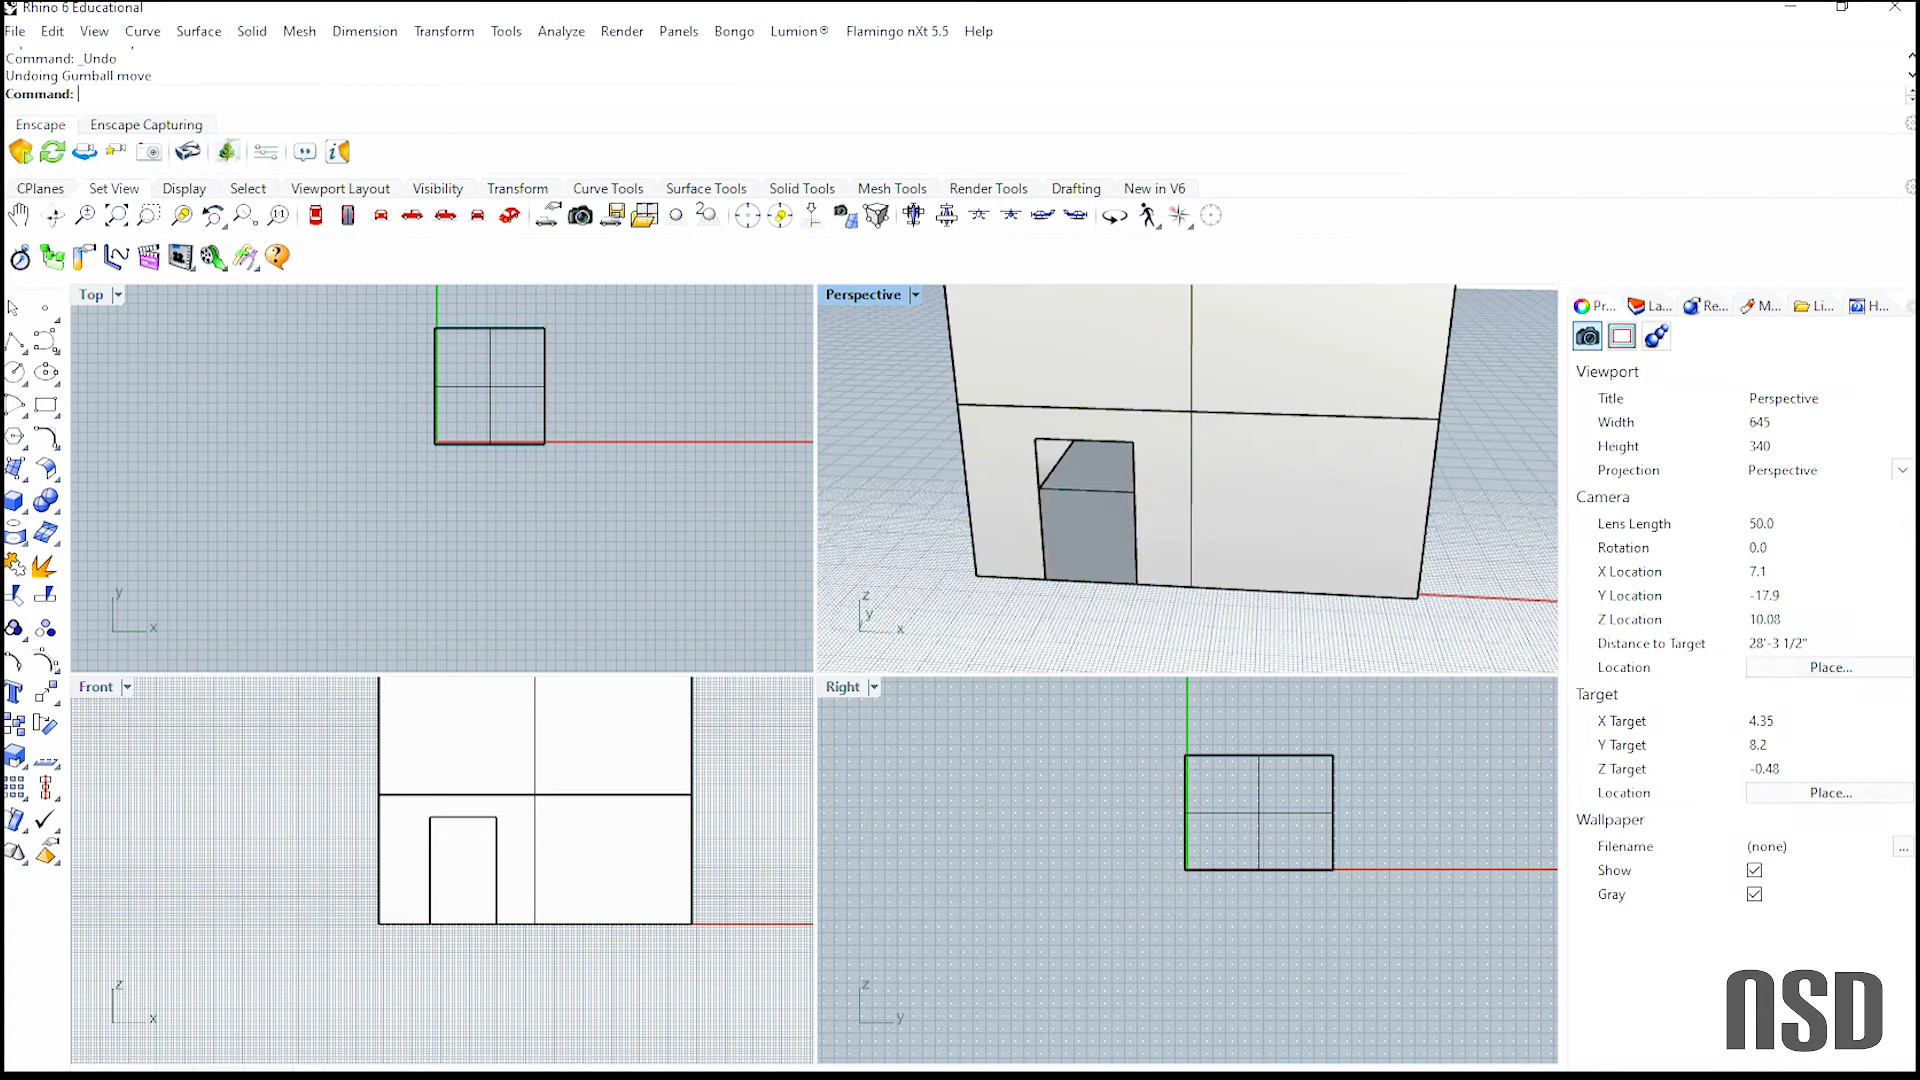 Rhino 6 Educational
File Edit View Curve Surface Solid Mesh Dimension Transform Tools Analyze Render Panels Bongo Lumion® Flamingo nXt 5.5 Help
Command: _Undo
Undoing Gumball move
Command:
Enscape Enscape Capturing
CPlanes Set View Display Select Viewport Layout Visibility Transform Curve Tools Surface Tools Solid Tools Mesh Tools Render Tools Drafting New in V6
Top
Perspective
Pr... La... Re... M... Li... H...
Viewport
Title Perspective
Width 645
Height 340
Projection Perspective
Camera
Lens Length 50.0
Rotation 0.0
X Location 7.1
Y Location -17.9
Z Location 10.08
Distance to Target 28'-3 1/2"
Location Place...
Target
X Target 4.35
Y Target 8.2
Z Target -0.48
Location Place...
Wallpaper
Filename (none) ...
Show
Gray
y
x
z
y
x
Front
Right
z
x
z
y
NSD